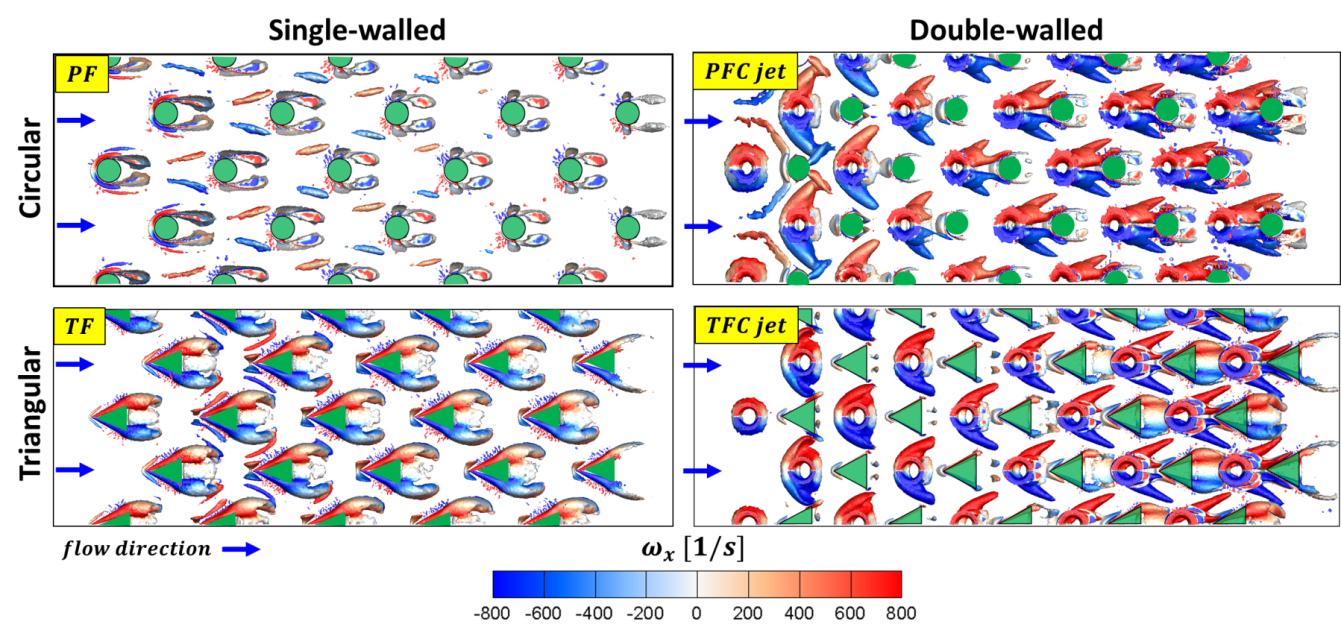 Single-walled
Double-walled
Circular
PF
PFC jet
Triangular
TF
TFC jet
flow direction
ωx [1/s]
-800 -600 -400 -200 0 200 400 600 800